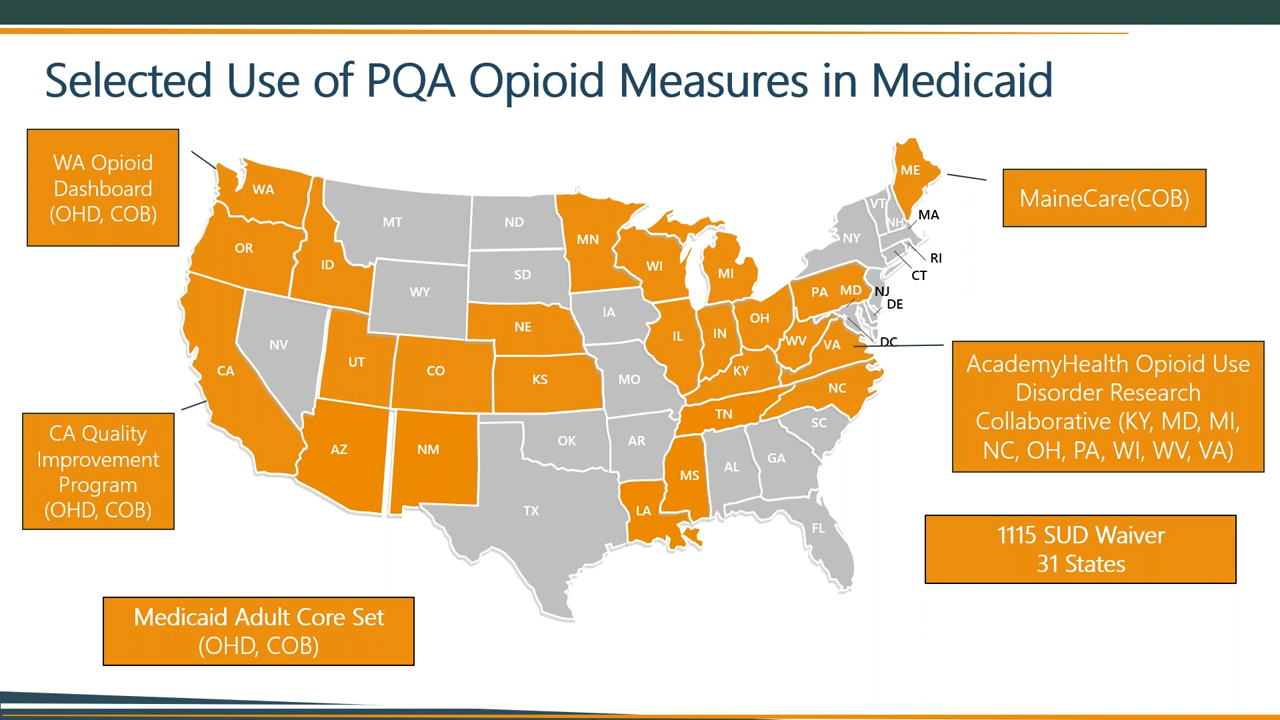 Selected Use of PQA Opioid Measures in Medicaid
WA Opioid
Dashboard
(OHD, COB)
MaineCare(COB)
WA
OR
ID
MT
ND
SD
WY
MN
WI
MI
IA
NE
NV
UT
CO
KS
MO
CA
AZ
NM
OK
AR
TX
LA
MS
AL
GA
FL
SC
NC
TN
KY
IL
IN
OH
WV
VA
PA
MD
NJ
DE
DC
NY
VT
NH
ME
MA
RI
CT
AcademyHealth Opioid Use
Disorder Research
Collaborative (KY, MD, MI,
NC, OH, PA, WI, WV, VA)
CA Quality
Improvement
Program
(OHD, COB)
1115 SUD Waiver
31 States
Medicaid Adult Core Set
(OHD, COB)